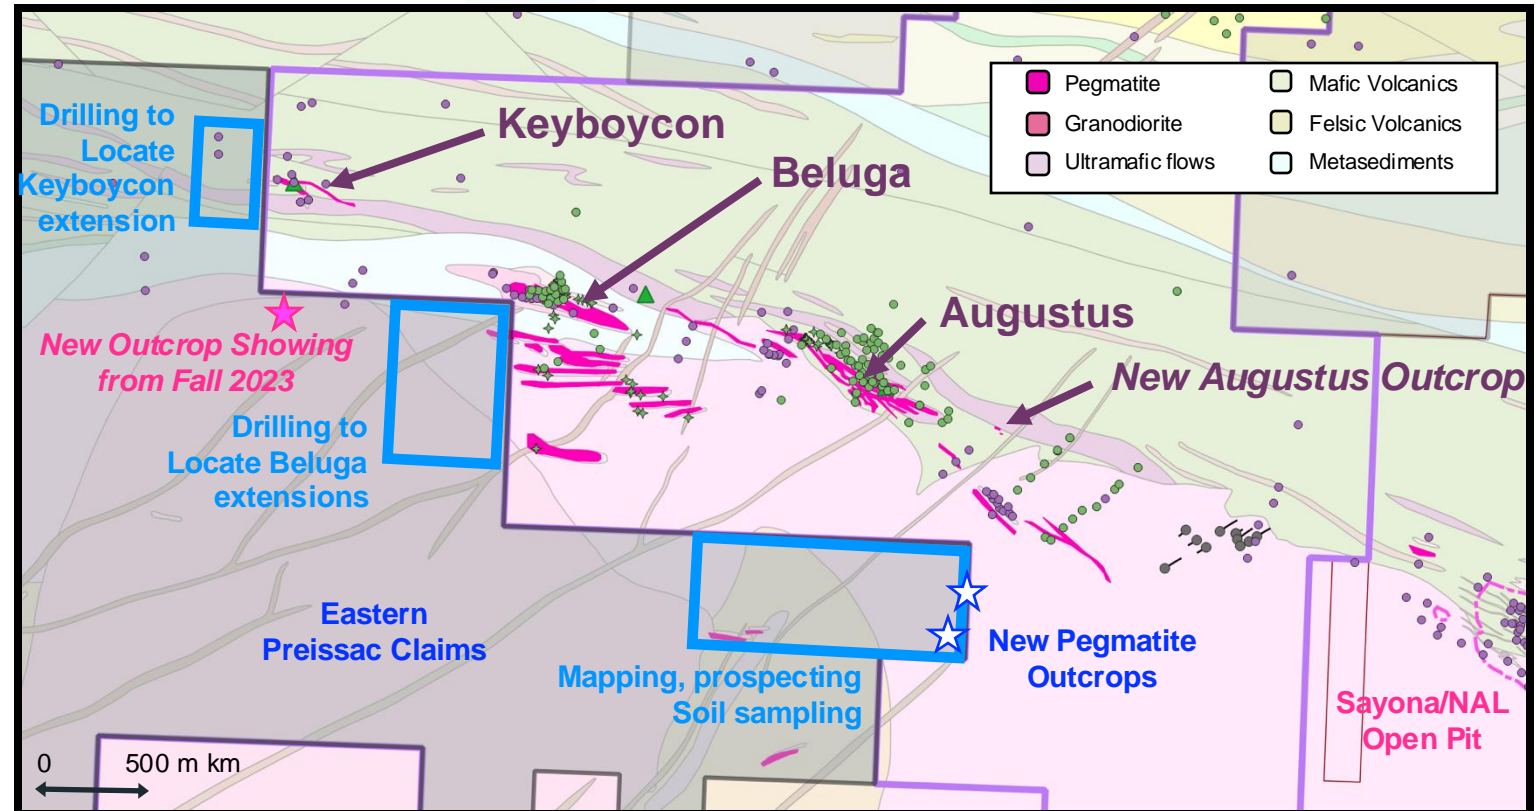 Pegmatite
Granodiorite
Ultramafic flows
Mafic Volcanics
Felsic Volcanics
Metasediments
Drilling to
Locate
Keyboycon
extension
Keyboycon
Beluga
Augustus
New Augustus Outcrop
New Outcrop Showing
from Fall 2023
Drilling to
Locate Beluga
extensions
Eastern
Preissac Claims
Mapping, prospecting
Soil sampling
New Pegmatite
Outcrops
Sayona/NAL
Open Pit
0 500 m km